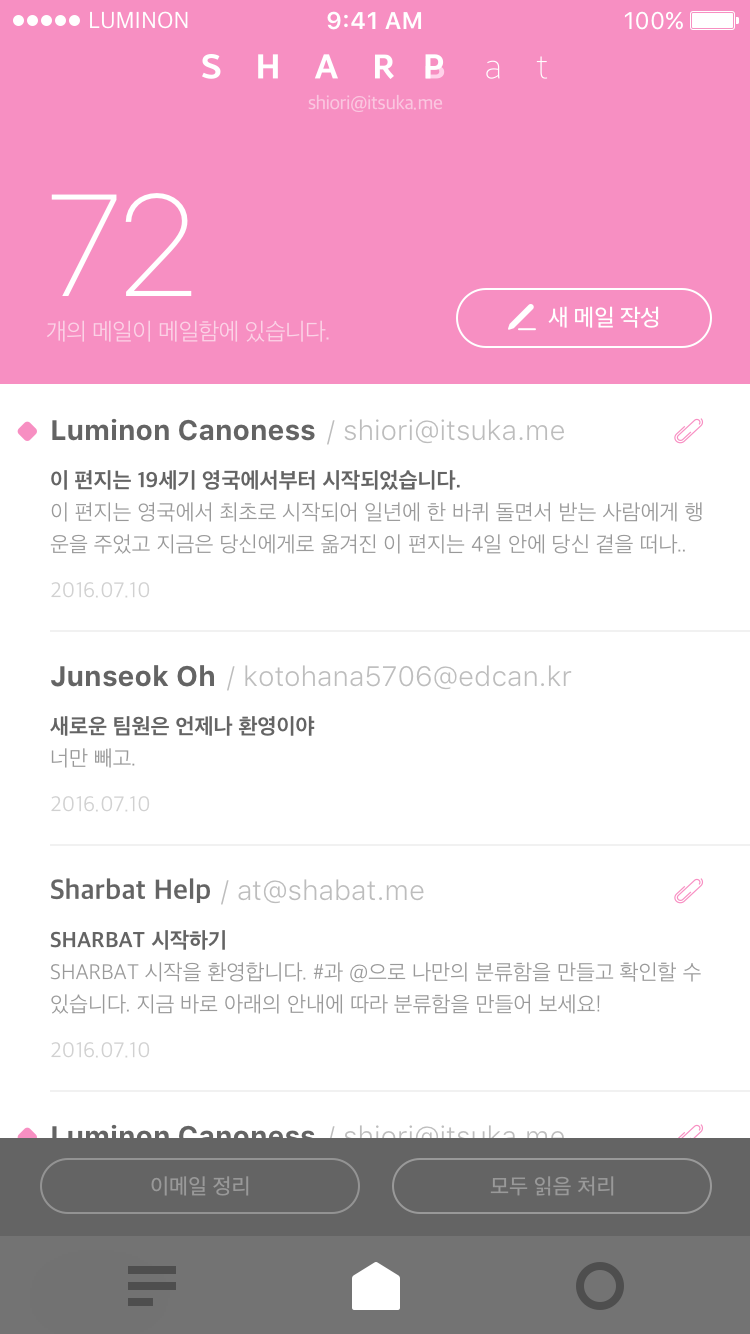 LUMINON 9:41 AM 100%
SHARBat
shiori@itsuka.me
72
개의 메일이 메일함에 있습니다.
새 메일 작성
Luminon Canoness / shiori@itsuka.me
이 편지는 19세기 영국에서부터 시작되었습니다.
이 편지는 영국에서 최초로 시작되어 일년에 한 바퀴 돌면서 받는 사람에게 행
운을 주었고 지금은 당신에게로 옮겨진 이 편지는 4일 안에 당신 곁을 떠나..
2016.07.10
Junseok Oh / kotohana5706@edcan.kr
새로운 팀원은 언제나 환영이야
너만 빼고.
2016.07.10
Sharbat Help / at@shabat.me
SHARBAT 시작하기
SHARBAT 시작을 환영합니다. #과 @으로 나만의 분류함을 만들고 확인할 수
있습니다. 지금 바로 아래의 안내에 따라 분류함을 만들어 보세요!
2016.07.10
Luminon Canoness / shiori@itsuka.me
이메일 정리
모두 읽음 처리